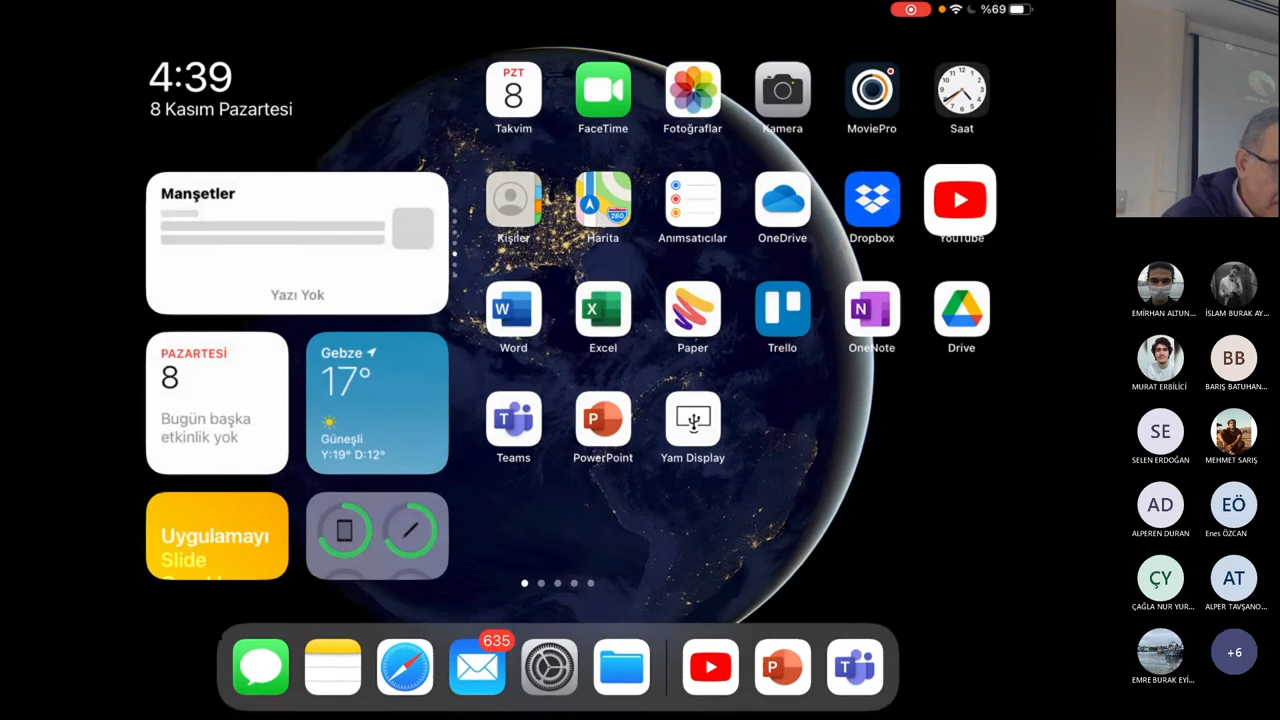 %69
4:39
8 Kasım Pazartesi
PZT
8
Takvim
FaceTime
Fotoğraflar
Kamera
MoviePro
12
Saat
Manşetler
Yazı Yok
Kişiler
280
Harita
Anımsatıcılar
OneDrive
Dropbox
YouTube
W
Word
X
Excel
Paper
Trello
N
OneNote
Drive
PAZARTESİ
8
Bugün başka
etkinlik yok
Gebze
17°
Güneşli
Y:19° D:12°
T
Teams
P
PowerPoint
Yam Display
Uygulamayı
Slide
635
P
T
EMİRHAN ALTUN...
İSLAM BURAK AY...
MURAT ERBİLİCİ
BB
BARIŞ BATUHAN...
SE
SELEN ERDOĞAN
MEHMET SARIŞ
AD
ALPEREN DURAN
EÖ
Enes ÖZCAN
ÇY
ÇAĞLA NUR YUR...
AT
ALPER TAVŞANO...
EMRE BURAK EYİ...
+6